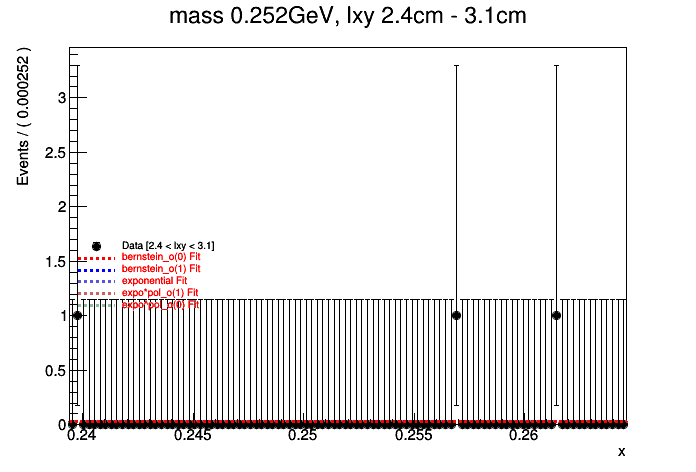 mass 0.252GeV, lxy 2.4cm - 3.1cm
Events / ( 0.000252 )
3
2.5
2
Data [2.4 < lxy < 3.1]
bernstein_o(0) Fit
1.5
bernstein_o(1) Fit
exponential Fit
expo*pol_o(1) Fit
expo*pol_o(0) Fit
1
0.5
0
0.24 0.245 0.25 0.255 0.26
x